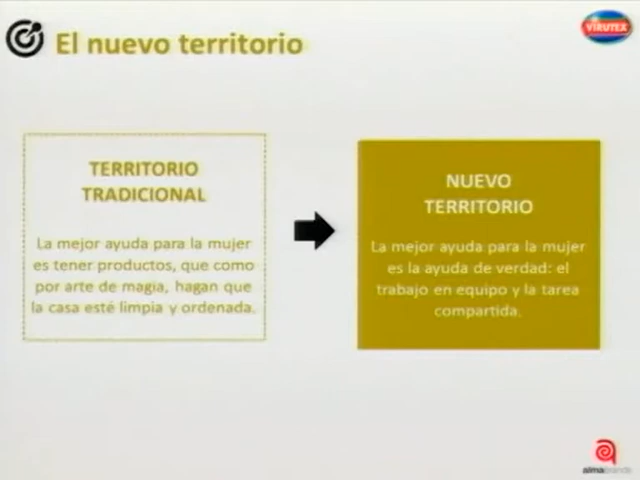 El nuevo territorio
VIRUTEX
TERRITORIO
TRADICIONAL
La mejor ayuda para la mujer
es tener productos, que como
por arte de magia, hagan que
la casa esté limpia y ordenada.
NUEVO
TERRITORIO
La mejor ayuda para la mujer
es la ayuda de verdad: el
trabajo en equipo y la tarea
compartida.
almagrande